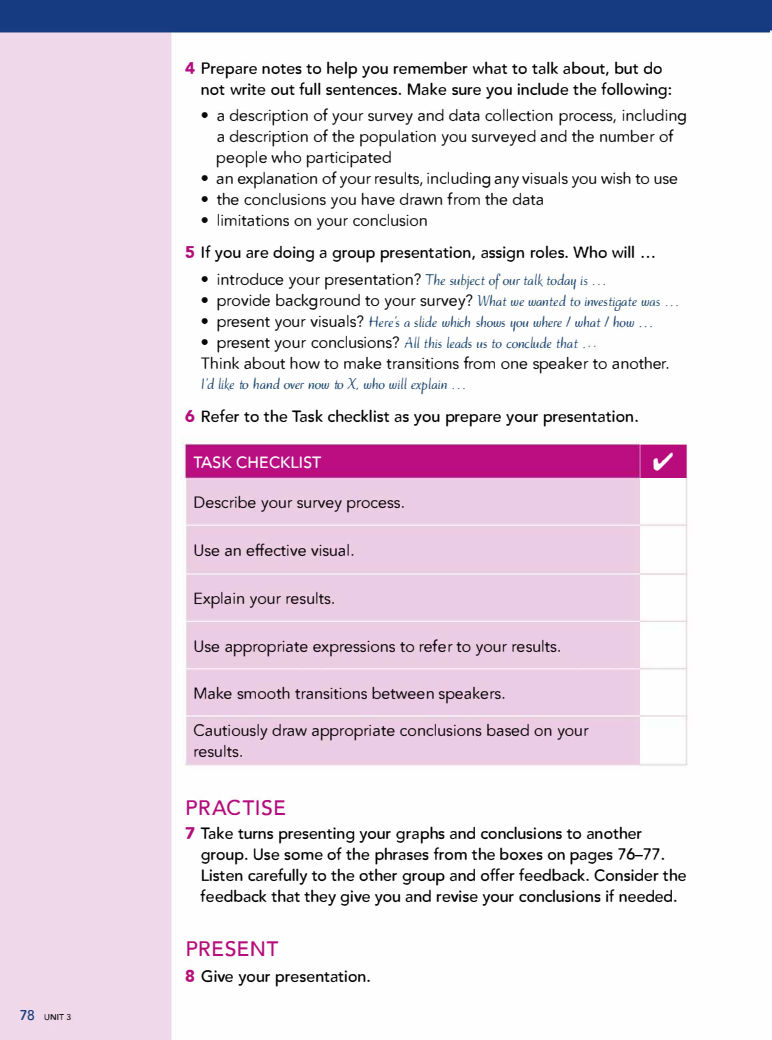 4 Prepare notes to help you remember what to talk about, but do
not write out full sentences. Make sure you include the following:
• a description of your survey and data collection process, including
a description of the population you surveyed and the number of
people who participated
• an explanation of your results, including any visuals you wish to use
• the conclusions you have drawn from the data
• limitations on your conclusion
5 If you are doing a group presentation, assign roles. Who will ...
• introduce your presentation? The subject of our talk today is ...
• provide background to your survey? What we wanted to investigate was ...
• present your visuals? Here's a slide which shows you where / what / how ...
• present your conclusions? All this leads us to conclude that ...
Think about how to make transitions from one speaker to another.
I'd like to hand over now to X, who will explain ...
6 Refer to the Task checklist as you prepare your presentation.
TASK CHECKLIST ✔
Describe your survey process.
Use an effective visual.
Explain your results.
Use appropriate expressions to refer to your results.
Make smooth transitions between speakers.
Cautiously draw appropriate conclusions based on your
results.
PRACTISE
7 Take turns presenting your graphs and conclusions to another
group. Use some of the phrases from the boxes on pages 76–77.
Listen carefully to the other group and offer feedback. Consider the
feedback that they give you and revise your conclusions if needed.
PRESENT
8 Give your presentation.
78 UNIT 3